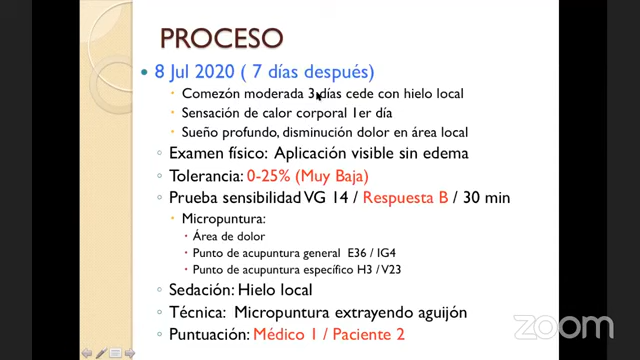 PROCESO
8 Jul 2020 ( 7 días después)
Comezón moderada 3 días cede con hielo local
Sensación de calor corporal 1er día
Sueño profundo, disminución dolor en área local
Examen físico: Aplicación visible sin edema
Tolerancia: 0-25% (Muy Baja)
Prueba sensibilidad VG 14 / Respuesta B / 30 min
Micropuntura:
Área de dolor
Punto de acupuntura general E36 / IG4
Punto de acupuntura específico H3 / V23
Sedación: Hielo local
Técnica: Micropuntura extrayendo aguijón
Puntuación: Médico 1 / Paciente 2
zoom